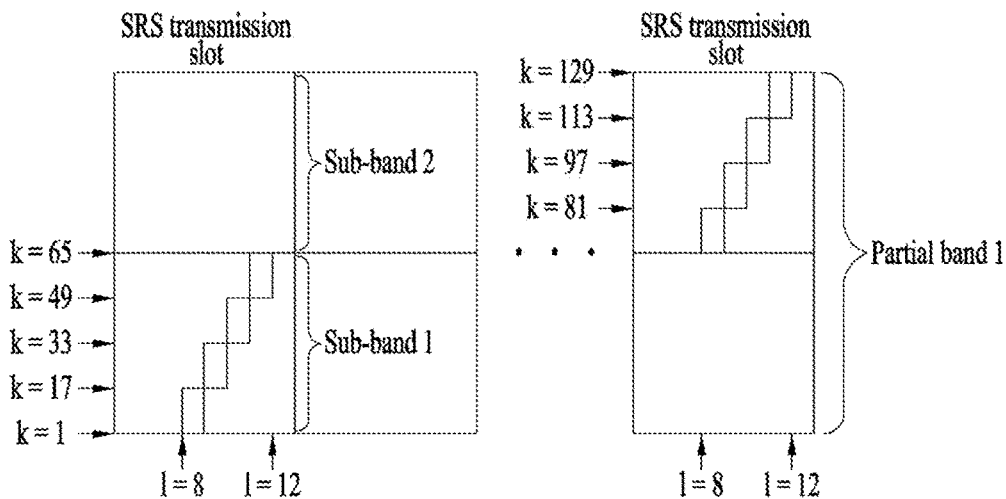 SRS transmission
slot
Sub-band 2
k = 65
k = 49
k = 33
Sub-band 1
k = 17
k = 1
l = 8
l = 12
SRS transmission
slot
k = 129
k = 113
k = 97
k = 81
• • •
Partial band 1
l = 8
l = 12